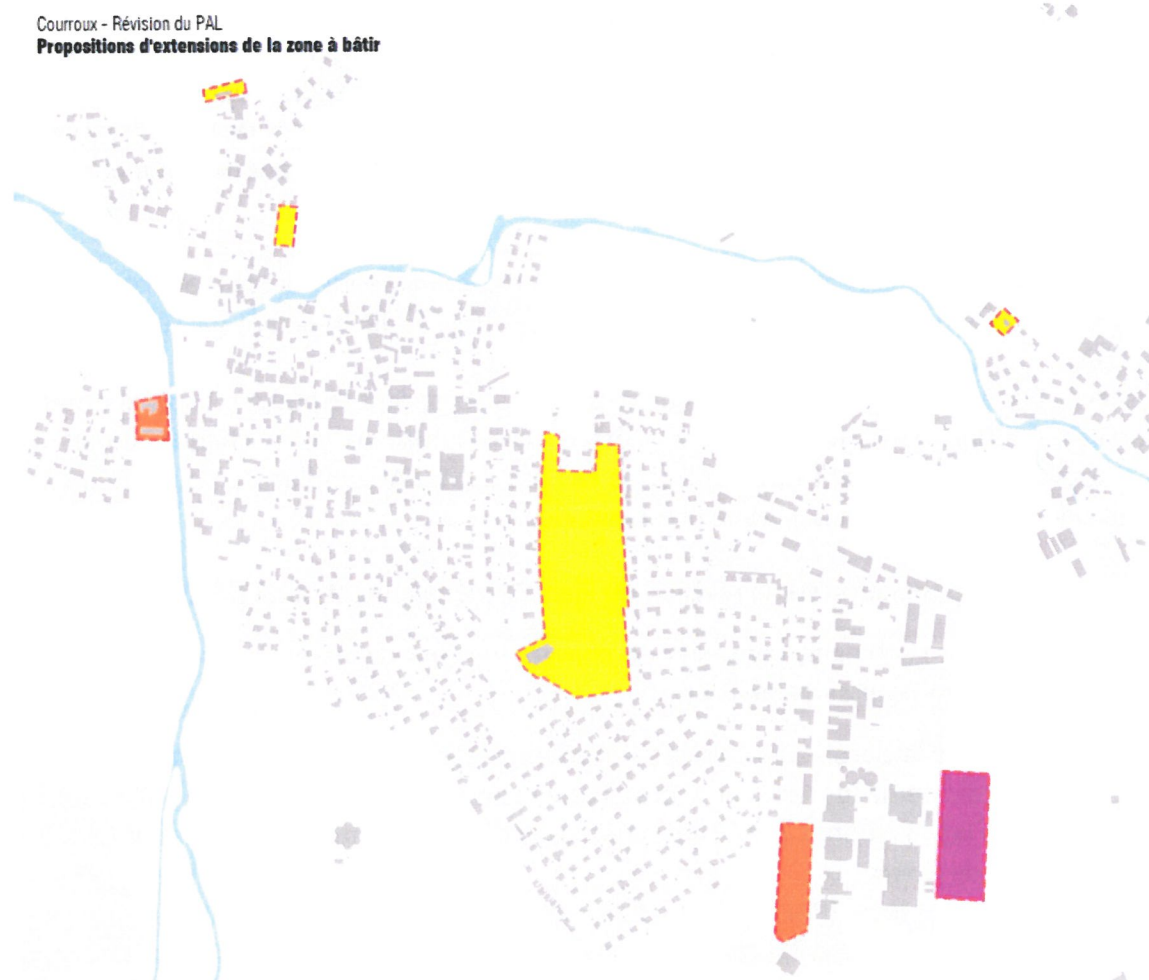 Courroux - Révision du PAL
Propositions d'extensions de la zone à bâtir